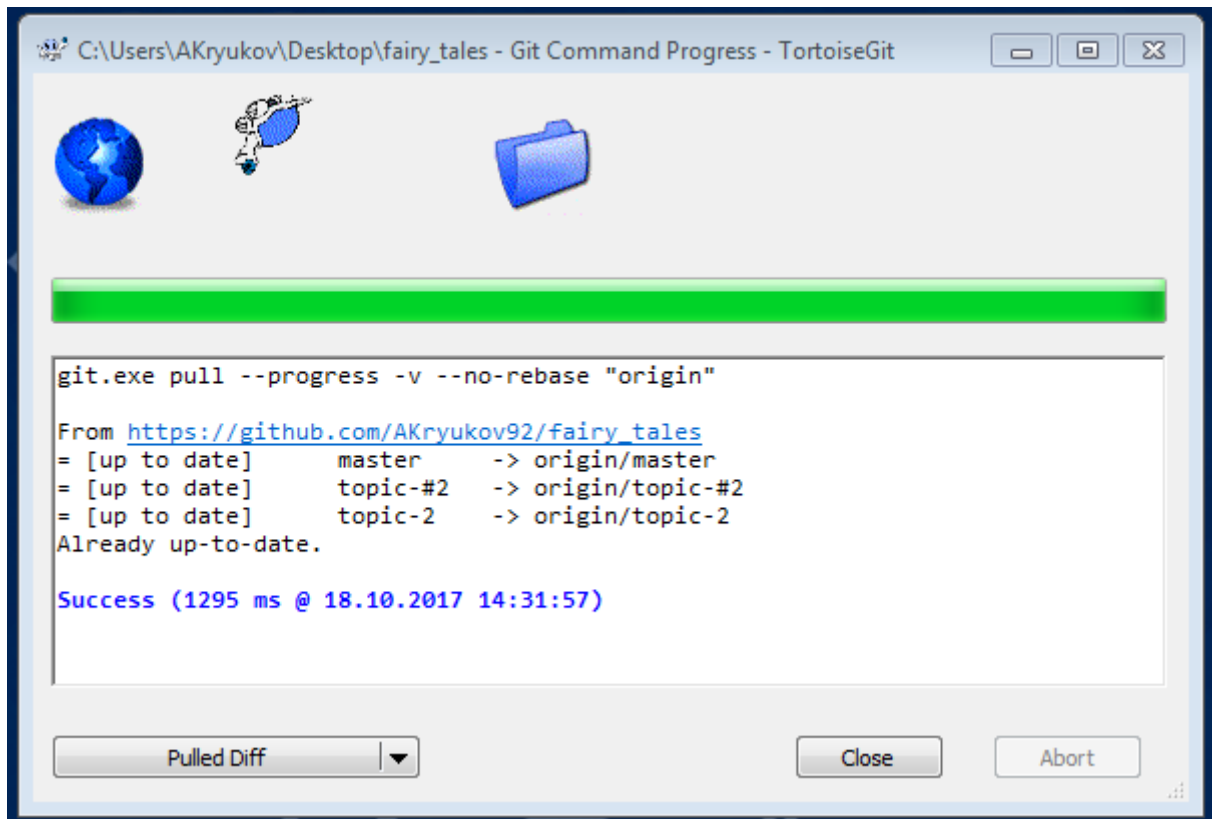 C:\Users\AKryukov\Desktop\fairy_tales - Git Command Progress - TortoiseGit
git.exe pull --progress -v --no-rebase "origin"
From https://github.com/AKryukov92/fairy_tales
= [up to date]      master     -> origin/master
= [up to date]      topic-#2   -> origin/topic-#2
= [up to date]      topic-2    -> origin/topic-2
Already up-to-date.
Success (1295 ms @ 18.10.2017 14:31:57)
Pulled Diff
Close
Abort